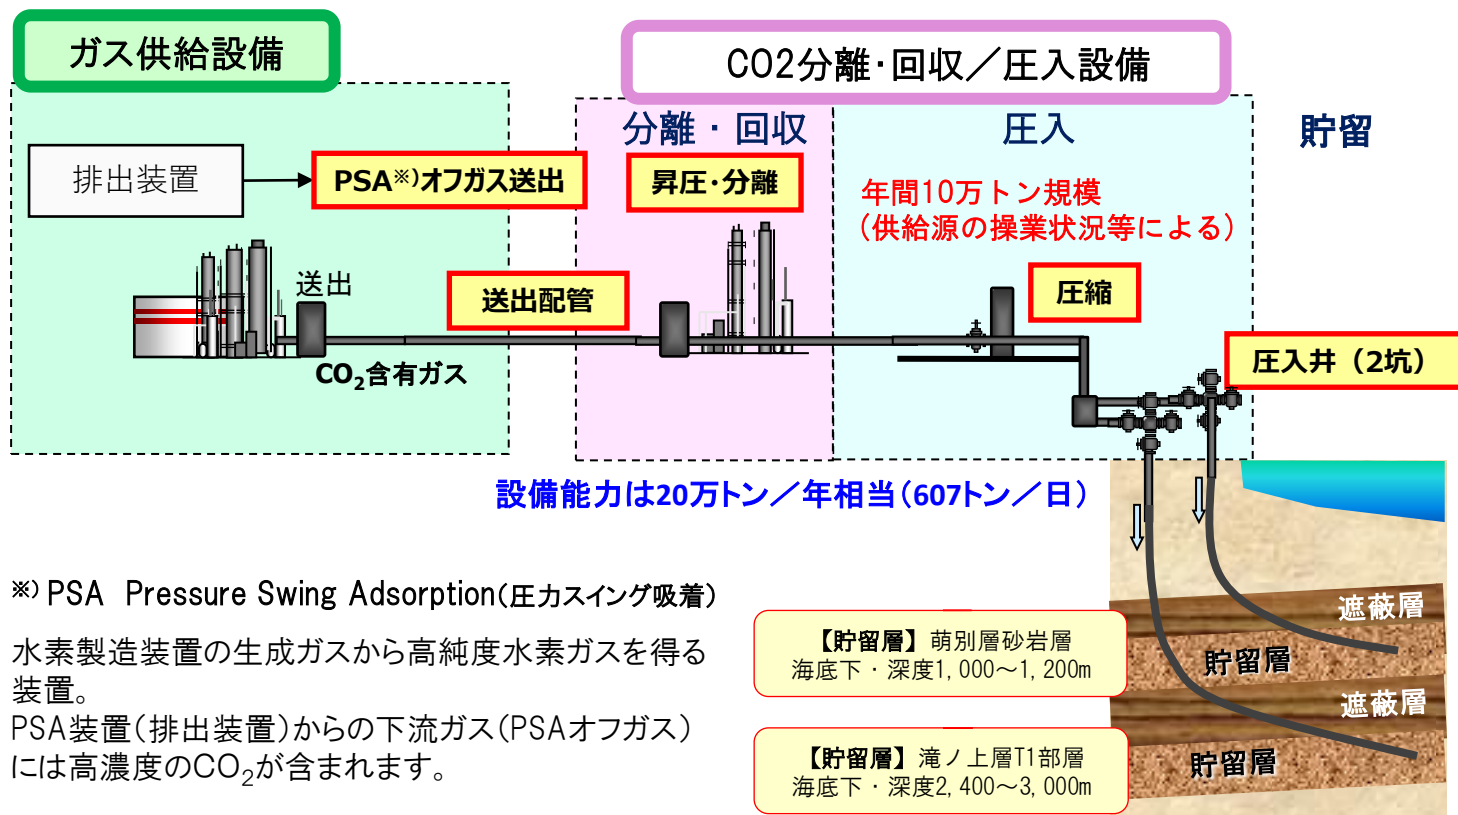 ガス供給設備
CO2分離・回収／圧入設備
分離・回収
圧入
貯留
排出装置
PSA※)オフガス送出
昇圧・分離
年間10万トン規模
（供給源の操業状況等による）
送出
送出配管
圧縮
CO2含有ガス
圧入井（2坑）
設備能力は20万トン／年相当（607トン／日）
※) PSA Pressure Swing Adsorption（圧力スイング吸着）
水素製造装置の生成ガスから高純度水素ガスを得る
装置。
PSA装置（排出装置）からの下流ガス（PSAオフガス）
には高濃度のCO2が含まれます。
【貯留層】萌別層砂岩層
海底下・深度1,000～1,200m
【貯留層】滝ノ上層T1部層
海底下・深度2,400～3,000m
遮蔽層
貯留層
遮蔽層
貯留層